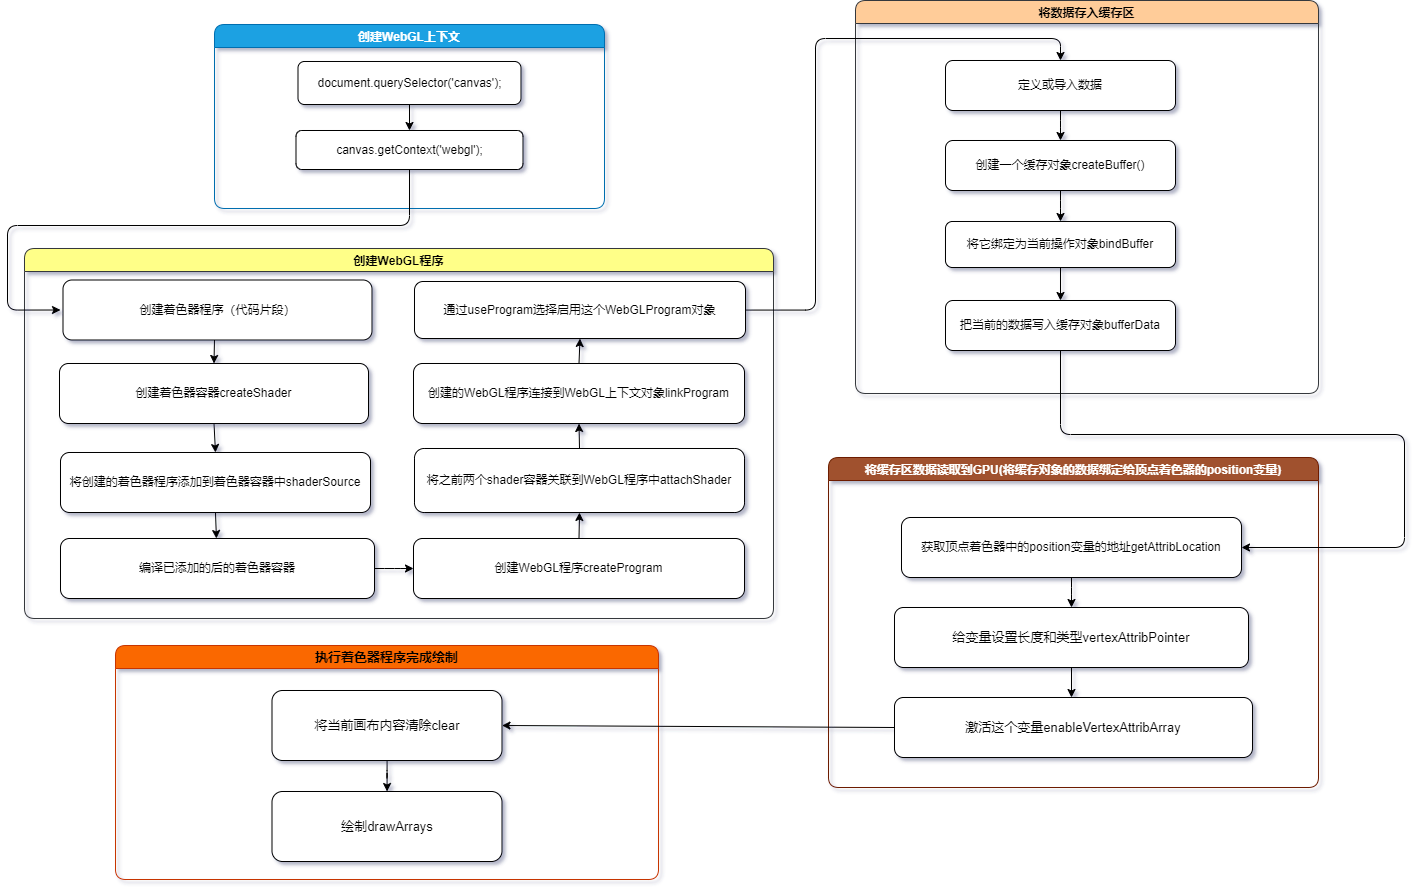 创建WebGL上下文
document.querySelector('canvas');
canvas.getContext('webgl');
创建WebGL程序
创建着色器程序（代码片段）
创建着色器容器createShader
将创建的着色器程序添加到着色器容器中shaderSource
编译已添加的后的着色器容器
创建WebGL程序createProgram
将之前两个shader容器关联到WebGL程序中attachShader
创建的WebGL程序连接到WebGL上下文对象linkProgram
通过useProgram选择启用这个WebGLProgram对象
将数据存入缓存区
定义或导入数据
创建一个缓存对象createBuffer()
将它绑定为当前操作对象bindBuffer
把当前的数据写入缓存对象bufferData
将缓存区数据读取到GPU(将缓存对象的数据绑定给顶点着色器的position变量)
获取顶点着色器中的position变量的地址getAttribLocation
给变量设置长度和类型vertexAttribPointer
激活这个变量enableVertexAttribArray
执行着色器程序完成绘制
将当前画布内容清除clear
绘制drawArrays